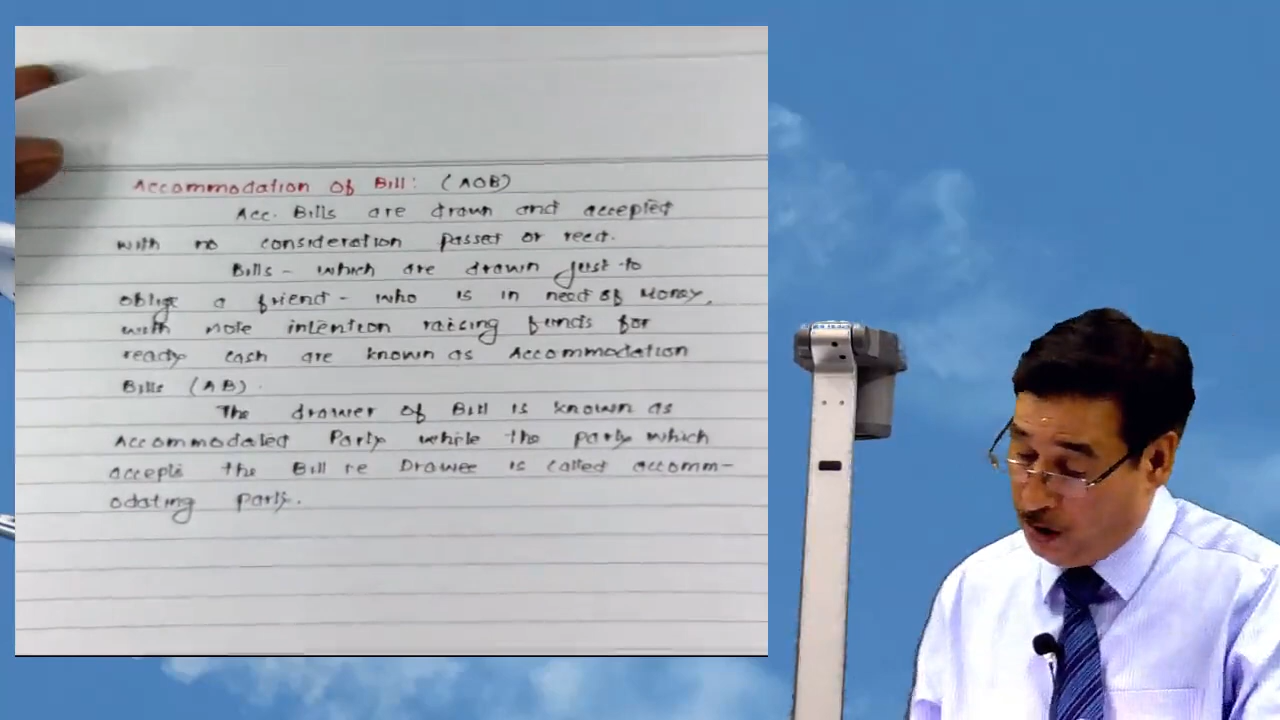 Accommodation of Bill: (AOB)
Acc. Bills are drawn and accepted
with no consideration passed or recd.
Bills - which are drawn just to
oblige a friend - who is in need of Money,
with mole intention raising funds for
ready cash are known as Accommodation
Bills (AB).
The drawer of Bill is known as
Accommodated Party while the party which
accepts the Bill ie Drawee is called accomm-
odating party.